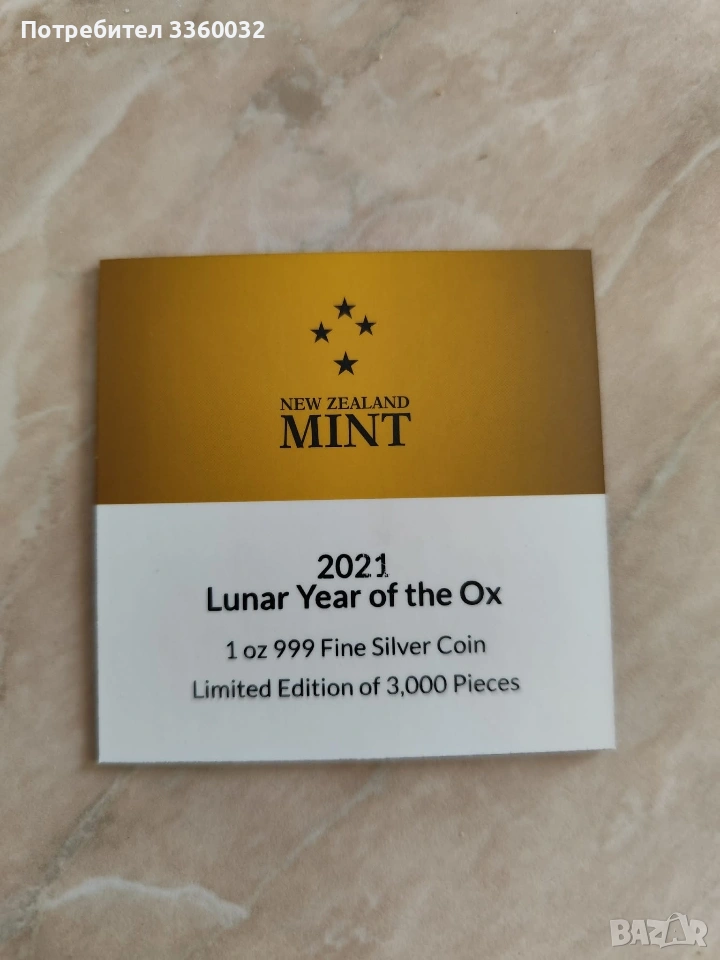 Потребител 3360032
NEW ZEALAND
MINT
2021
Lunar Year of the Ox
1 oz 999 Fine Silver Coin
Limited Edition of 3,000 Pieces
BAZAR